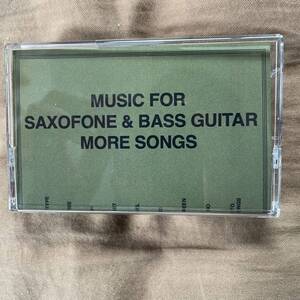 MUSIC FOR
SAXOFONE & BASS GUITAR
MORE SONGS